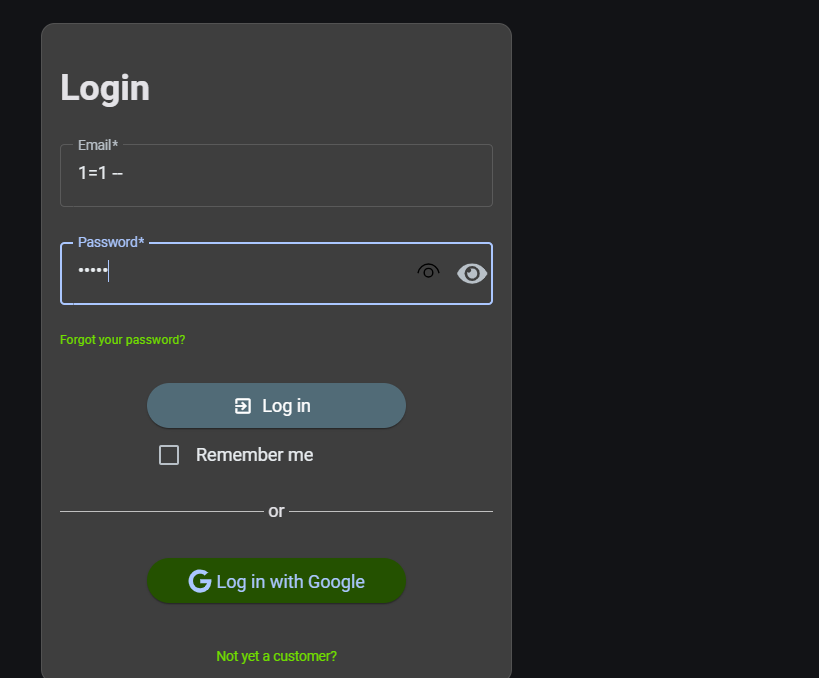 Login
Email*
1=1 --
Password*
•••••
Forgot your password?
Log in
Remember me
or
Log in with Google
Not yet a customer?